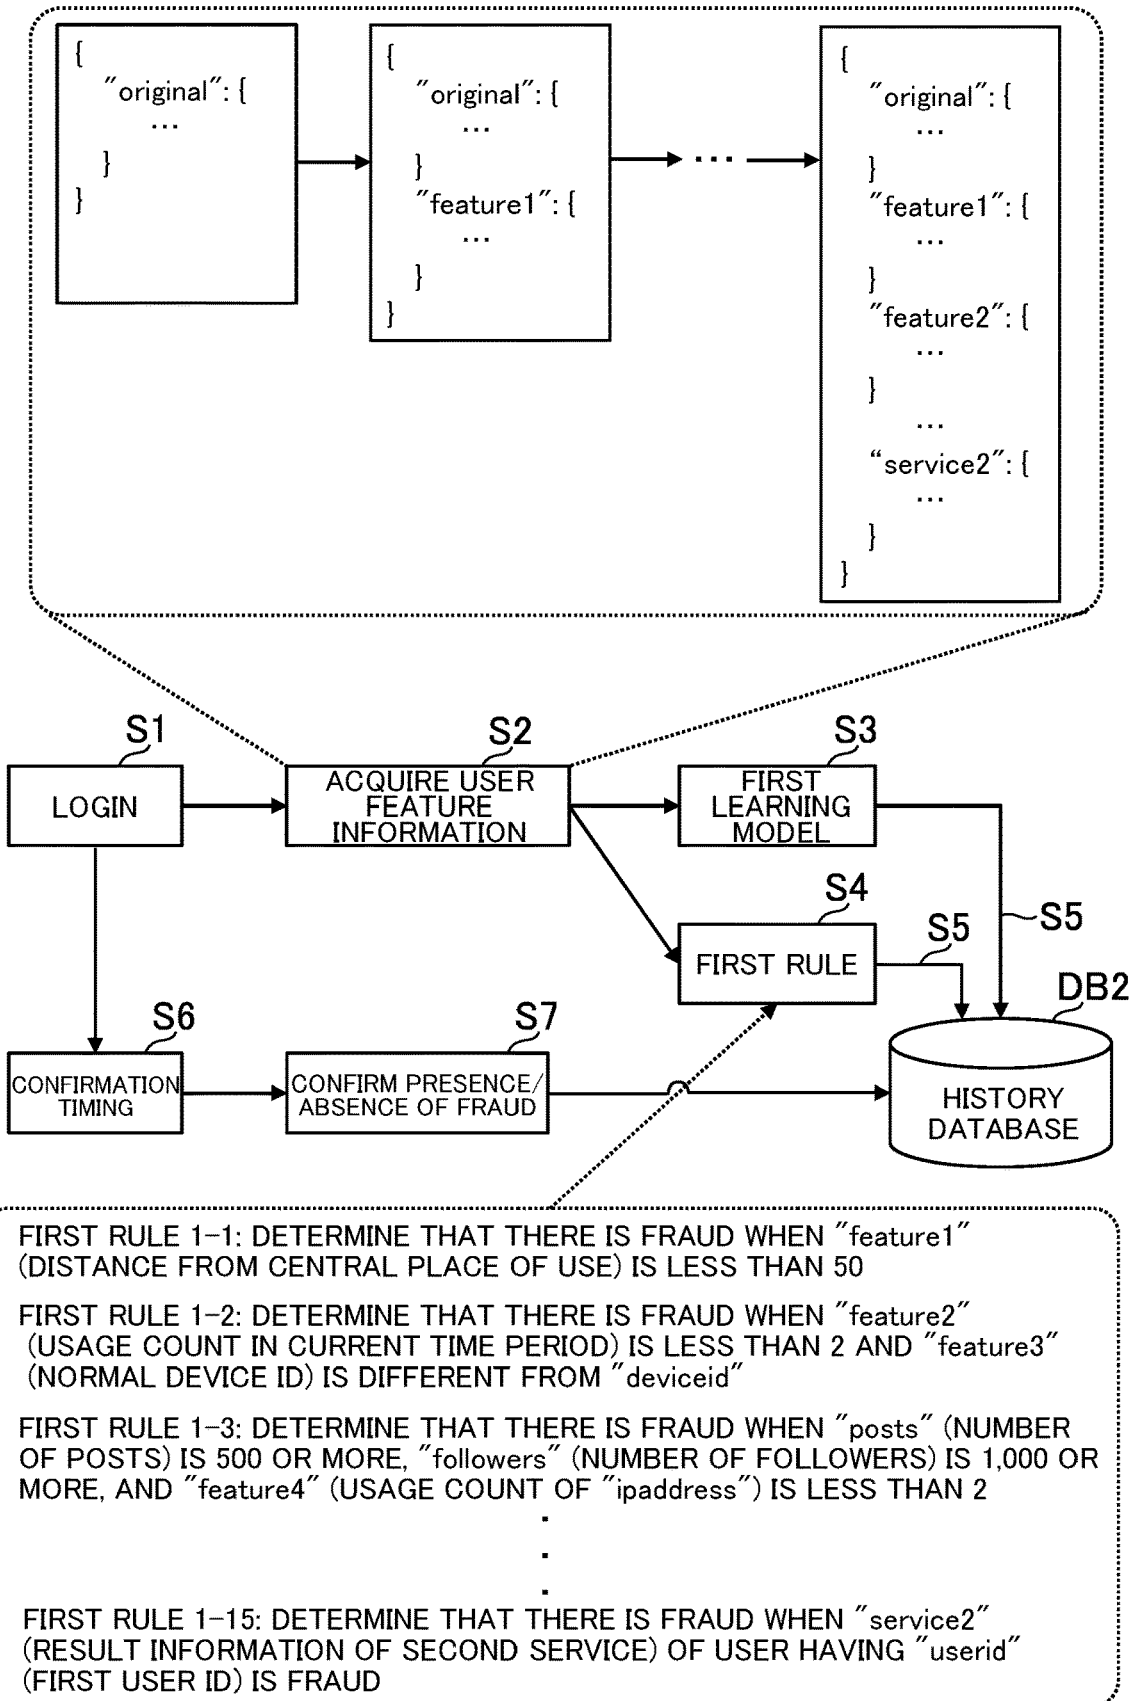 {
"original": {
...
}
}
{
"original": {
...
}
"feature1": {
...
}
}
...
{
"original": {
...
}
"feature1": {
...
}
"feature2": {
...
}
...
“service2": {
...
}
}
S1
LOGIN
S2
ACQUIRE USER
FEATURE
INFORMATION
S3
FIRST
LEARNING
MODEL
S4
FIRST RULE
S5
S5
S6
CONFIRMATION
TIMING
S7
CONFIRM PRESENCE/
ABSENCE OF FRAUD
DB2
HISTORY
DATABASE
FIRST RULE 1-1: DETERMINE THAT THERE IS FRAUD WHEN "feature1"
(DISTANCE FROM CENTRAL PLACE OF USE) IS LESS THAN 50
FIRST RULE 1-2: DETERMINE THAT THERE IS FRAUD WHEN "feature2"
(USAGE COUNT IN CURRENT TIME PERIOD) IS LESS THAN 2 AND "feature3"
(NORMAL DEVICE ID) IS DIFFERENT FROM "deviceid"
FIRST RULE 1-3: DETERMINE THAT THERE IS FRAUD WHEN "posts" (NUMBER
OF POSTS) IS 500 OR MORE, "followers" (NUMBER OF FOLLOWERS) IS 1,000 OR
MORE, AND "feature4" (USAGE COUNT OF "ipaddress") IS LESS THAN 2
.
.
.
FIRST RULE 1-15: DETERMINE THAT THERE IS FRAUD WHEN "service2"
(RESULT INFORMATION OF SECOND SERVICE) OF USER HAVING "userid"
(FIRST USER ID) IS FRAUD